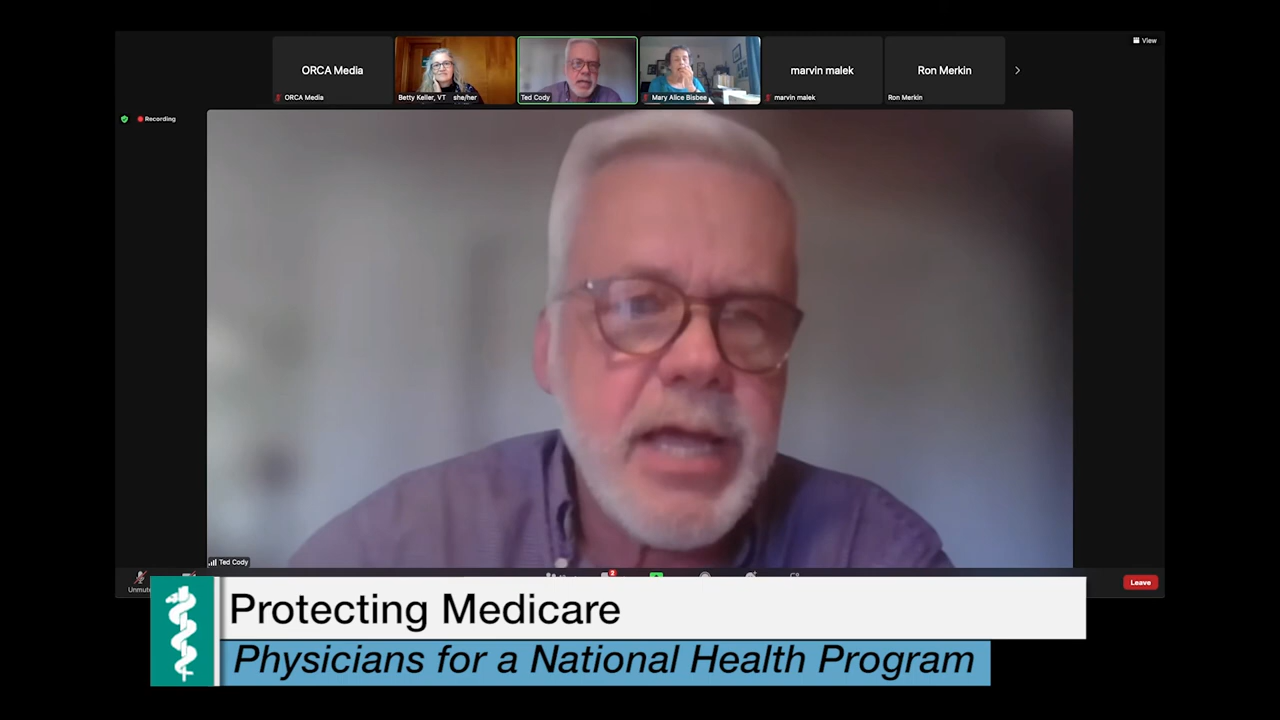 View
ORCA Media
marvin malek
Ron Merkin
ORCA Media
Betty Keller, VT she/her
Ted Cody
Mary Alice Bisbee
marvin malek
Ron Merkin
Recording
Ted Cody
2
Leave
Protecting Medicare
Physicians for a National Health Program